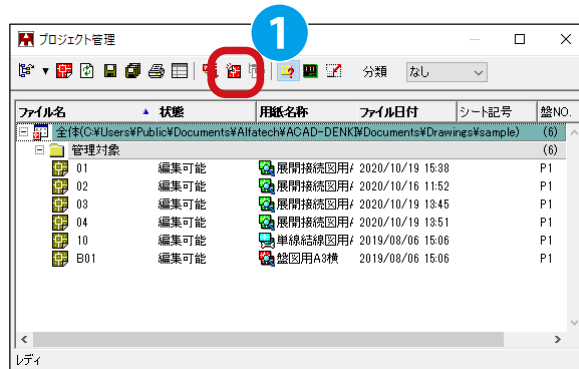 1
プロジェクト管理
分類 なし
ファイル名 状態 用紙名称 ファイル日付 シート記号 盤NO.
全体(C:¥Users¥Public¥Documents¥Alfatech¥ACAD-DENKI¥Documents¥Drawings¥sample) (6)
管理対象 (6)
01 編集可能 展開接続図用A 2020/10/19 15:38 P1
02 編集可能 展開接続図用A 2020/10/16 11:52 P1
03 編集可能 展開接続図用A 2020/10/19 13:45 P1
04 編集可能 展開接続図用A 2020/10/19 13:51 P1
10 編集可能 単線結線図用A 2019/08/06 15:06 P1
B01 編集可能 盤図用A3横 2019/08/06 15:06 P1
レディ